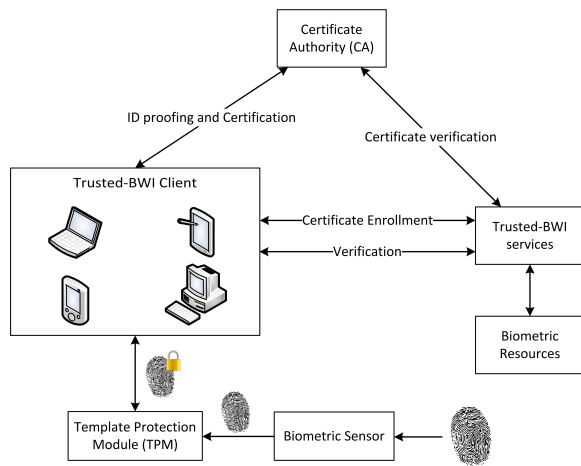 Certificate
Authority (CA)
ID proofing and Certification
Certificate verification
Trusted-BWI Client
Certificate Enrollment
Verification
Trusted-BWI
services
Biometric
Resources
Template Protection
Module (TPM)
Biometric Sensor